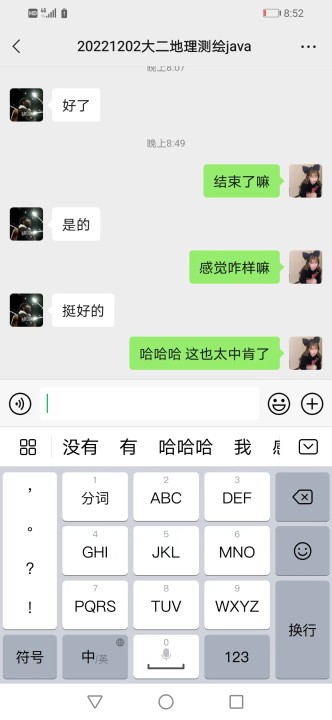 HD 4G 8:52
20221202大二地理测绘java
晚上8:07
好了
晚上8:49
结束了嘛
是的
感觉咋样嘛
挺好的
哈哈哈 这也太中肯了
没有 有 哈哈哈 我
1 2 3
， 分词 ABC DEF
。 4 5 6
GHI JKL MNO
？ 7 8 9
！ PQRS TUV WXYZ 换行
符号 中/英 0 123